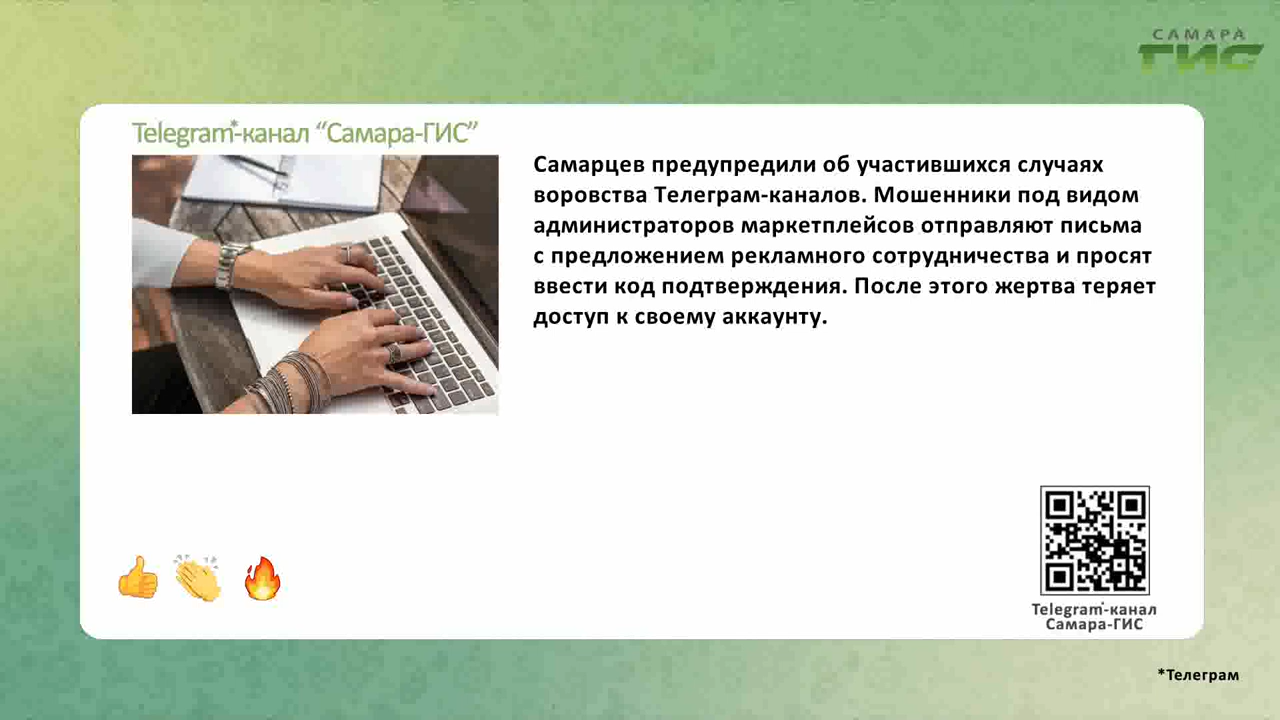 САМАРА
ГИС
Telegram*-канал “Самара-ГИС”
Самарцев предупредили об участившихся случаях
воровства Телеграм-каналов. Мошенники под видом
администраторов маркетплейсов отправляют письма
с предложением рекламного сотрудничества и просят
ввести код подтверждения. После этого жертва теряет
доступ к своему аккаунту.
Telegram*-канал
Самара-ГИС
*Телеграм